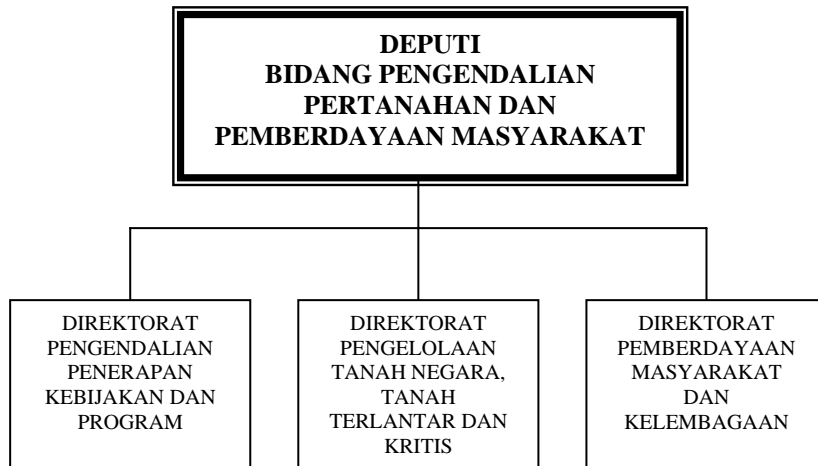 DEPUTI
BIDANG PENGENDALIAN
PERTANAHAN DAN
PEMBERDAYAAN MASYARAKAT
DIREKTORAT
PENGENDALIAN
PENERAPAN
KEBIJAKAN DAN
PROGRAM
DIREKTORAT
PENGELOLAAN
TANAH NEGARA,
TANAH
TERLANTAR DAN
KRITIS
DIREKTORAT
PEMBERDAYAAN
MASYARAKAT
DAN
KELEMBAGAAN